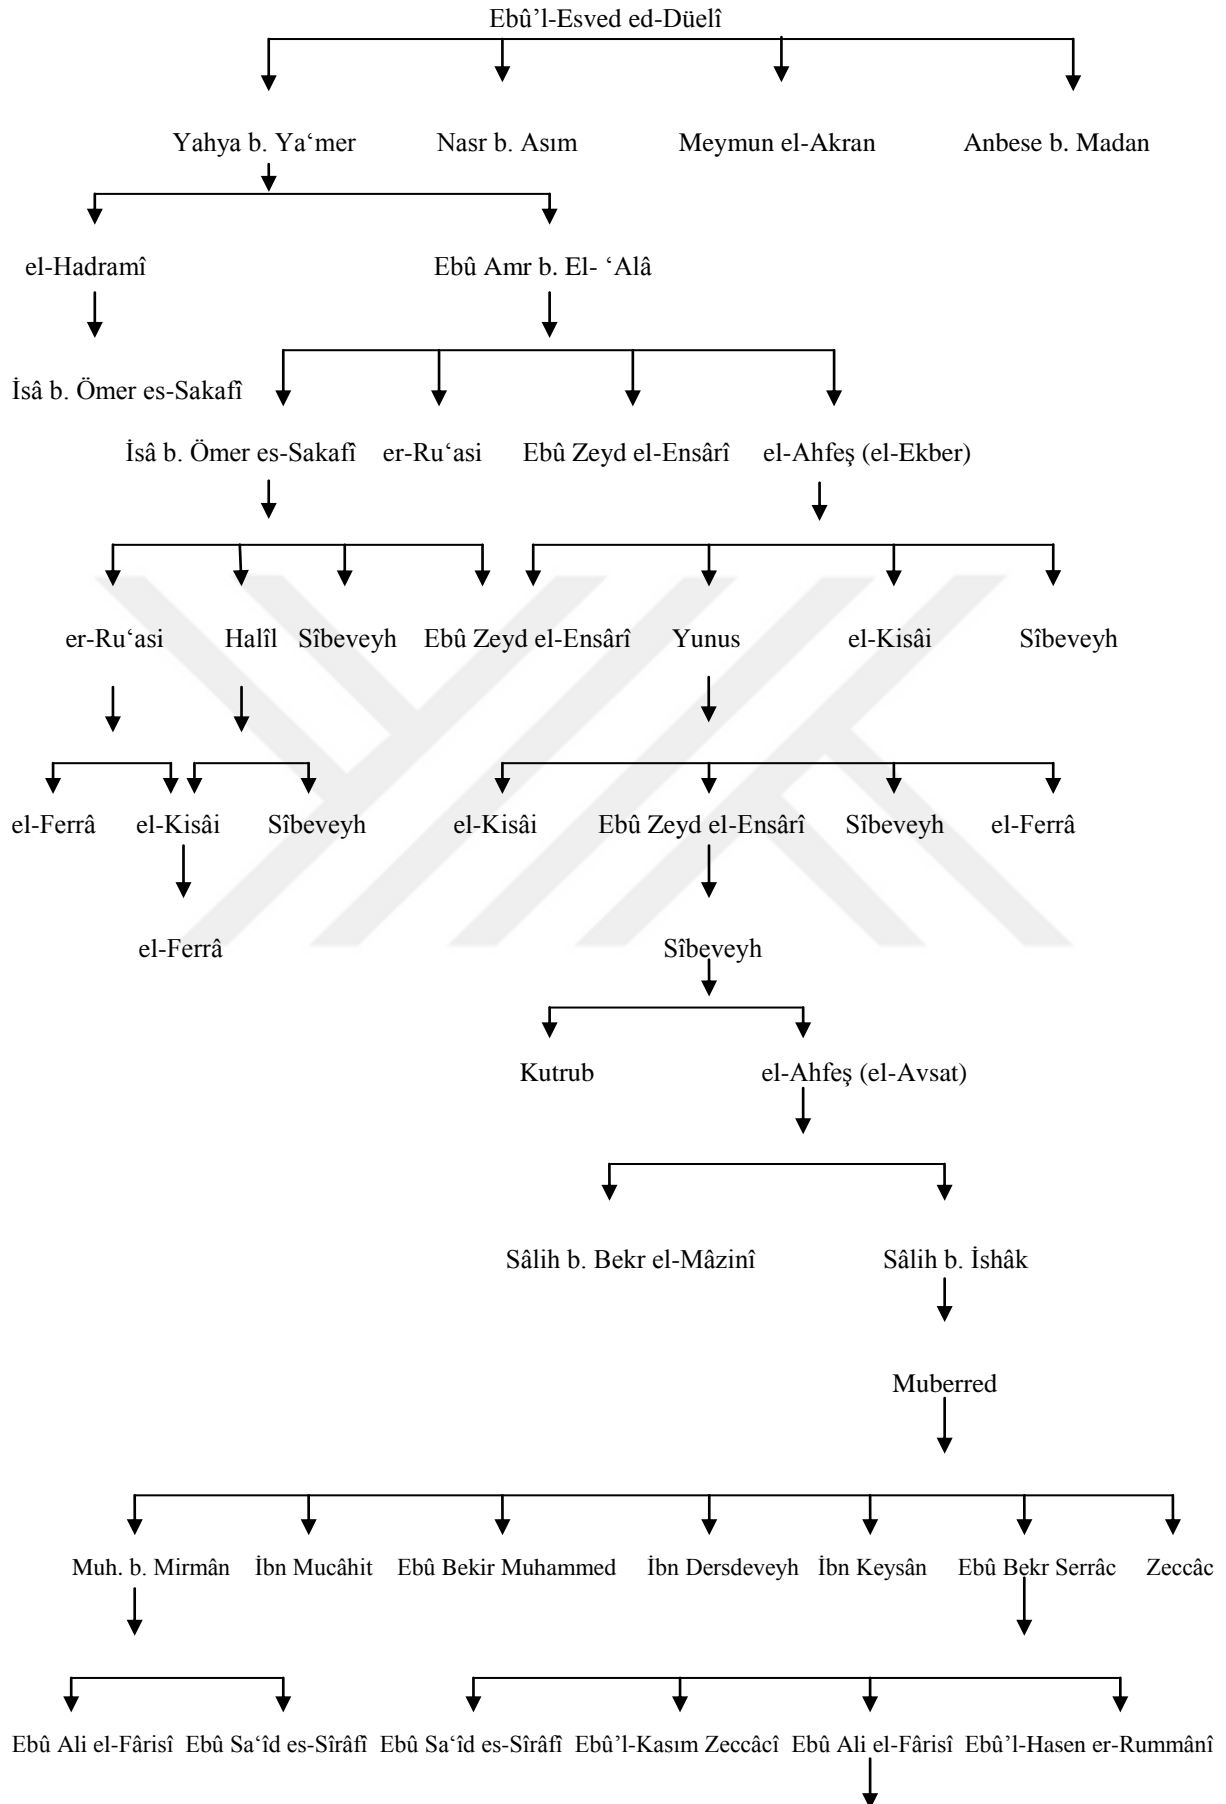 Ebû’l-Esved ed-Düelî
Yahya b. Ya‘mer Nasr b. Asım Meymun el-Akran Anbese b. Madan
el-Hadramî Ebû Amr b. El- ‘Alâ
İsâ b. Ömer es-Sakafî
İsâ b. Ömer es-Sakafî er-Ru‘asi Ebû Zeyd el-Ensârî el-Ahfeş (el-Ekber)
er-Ru‘asi Halîl Sîbeveyh Ebû Zeyd el-Ensârî Yunus el-Kisâi Sîbeveyh
el-Ferrâ el-Kisâi Sîbeveyh el-Kisâi Ebû Zeyd el-Ensârî Sîbeveyh el-Ferrâ
el-Ferrâ Sîbeveyh
Kutrub el-Ahfeş (el-Avsat)
Sâlih b. Bekr el-Mâzinî Sâlih b. İshâk
Muberred
Muh. b. Mirmân İbn Mucâhit Ebû Bekir Muhammed İbn Dersdeveyh İbn Keysân Ebû Bekr Serrâc Zeccâc
Ebû Ali el-Fârisî Ebû Sa‘îd es-Sîrâfî Ebû Sa‘îd es-Sîrâfî Ebû’l-Kasım Zeccâcî Ebû Ali el-Fârisî Ebû’l-Hasen er-Rummânî